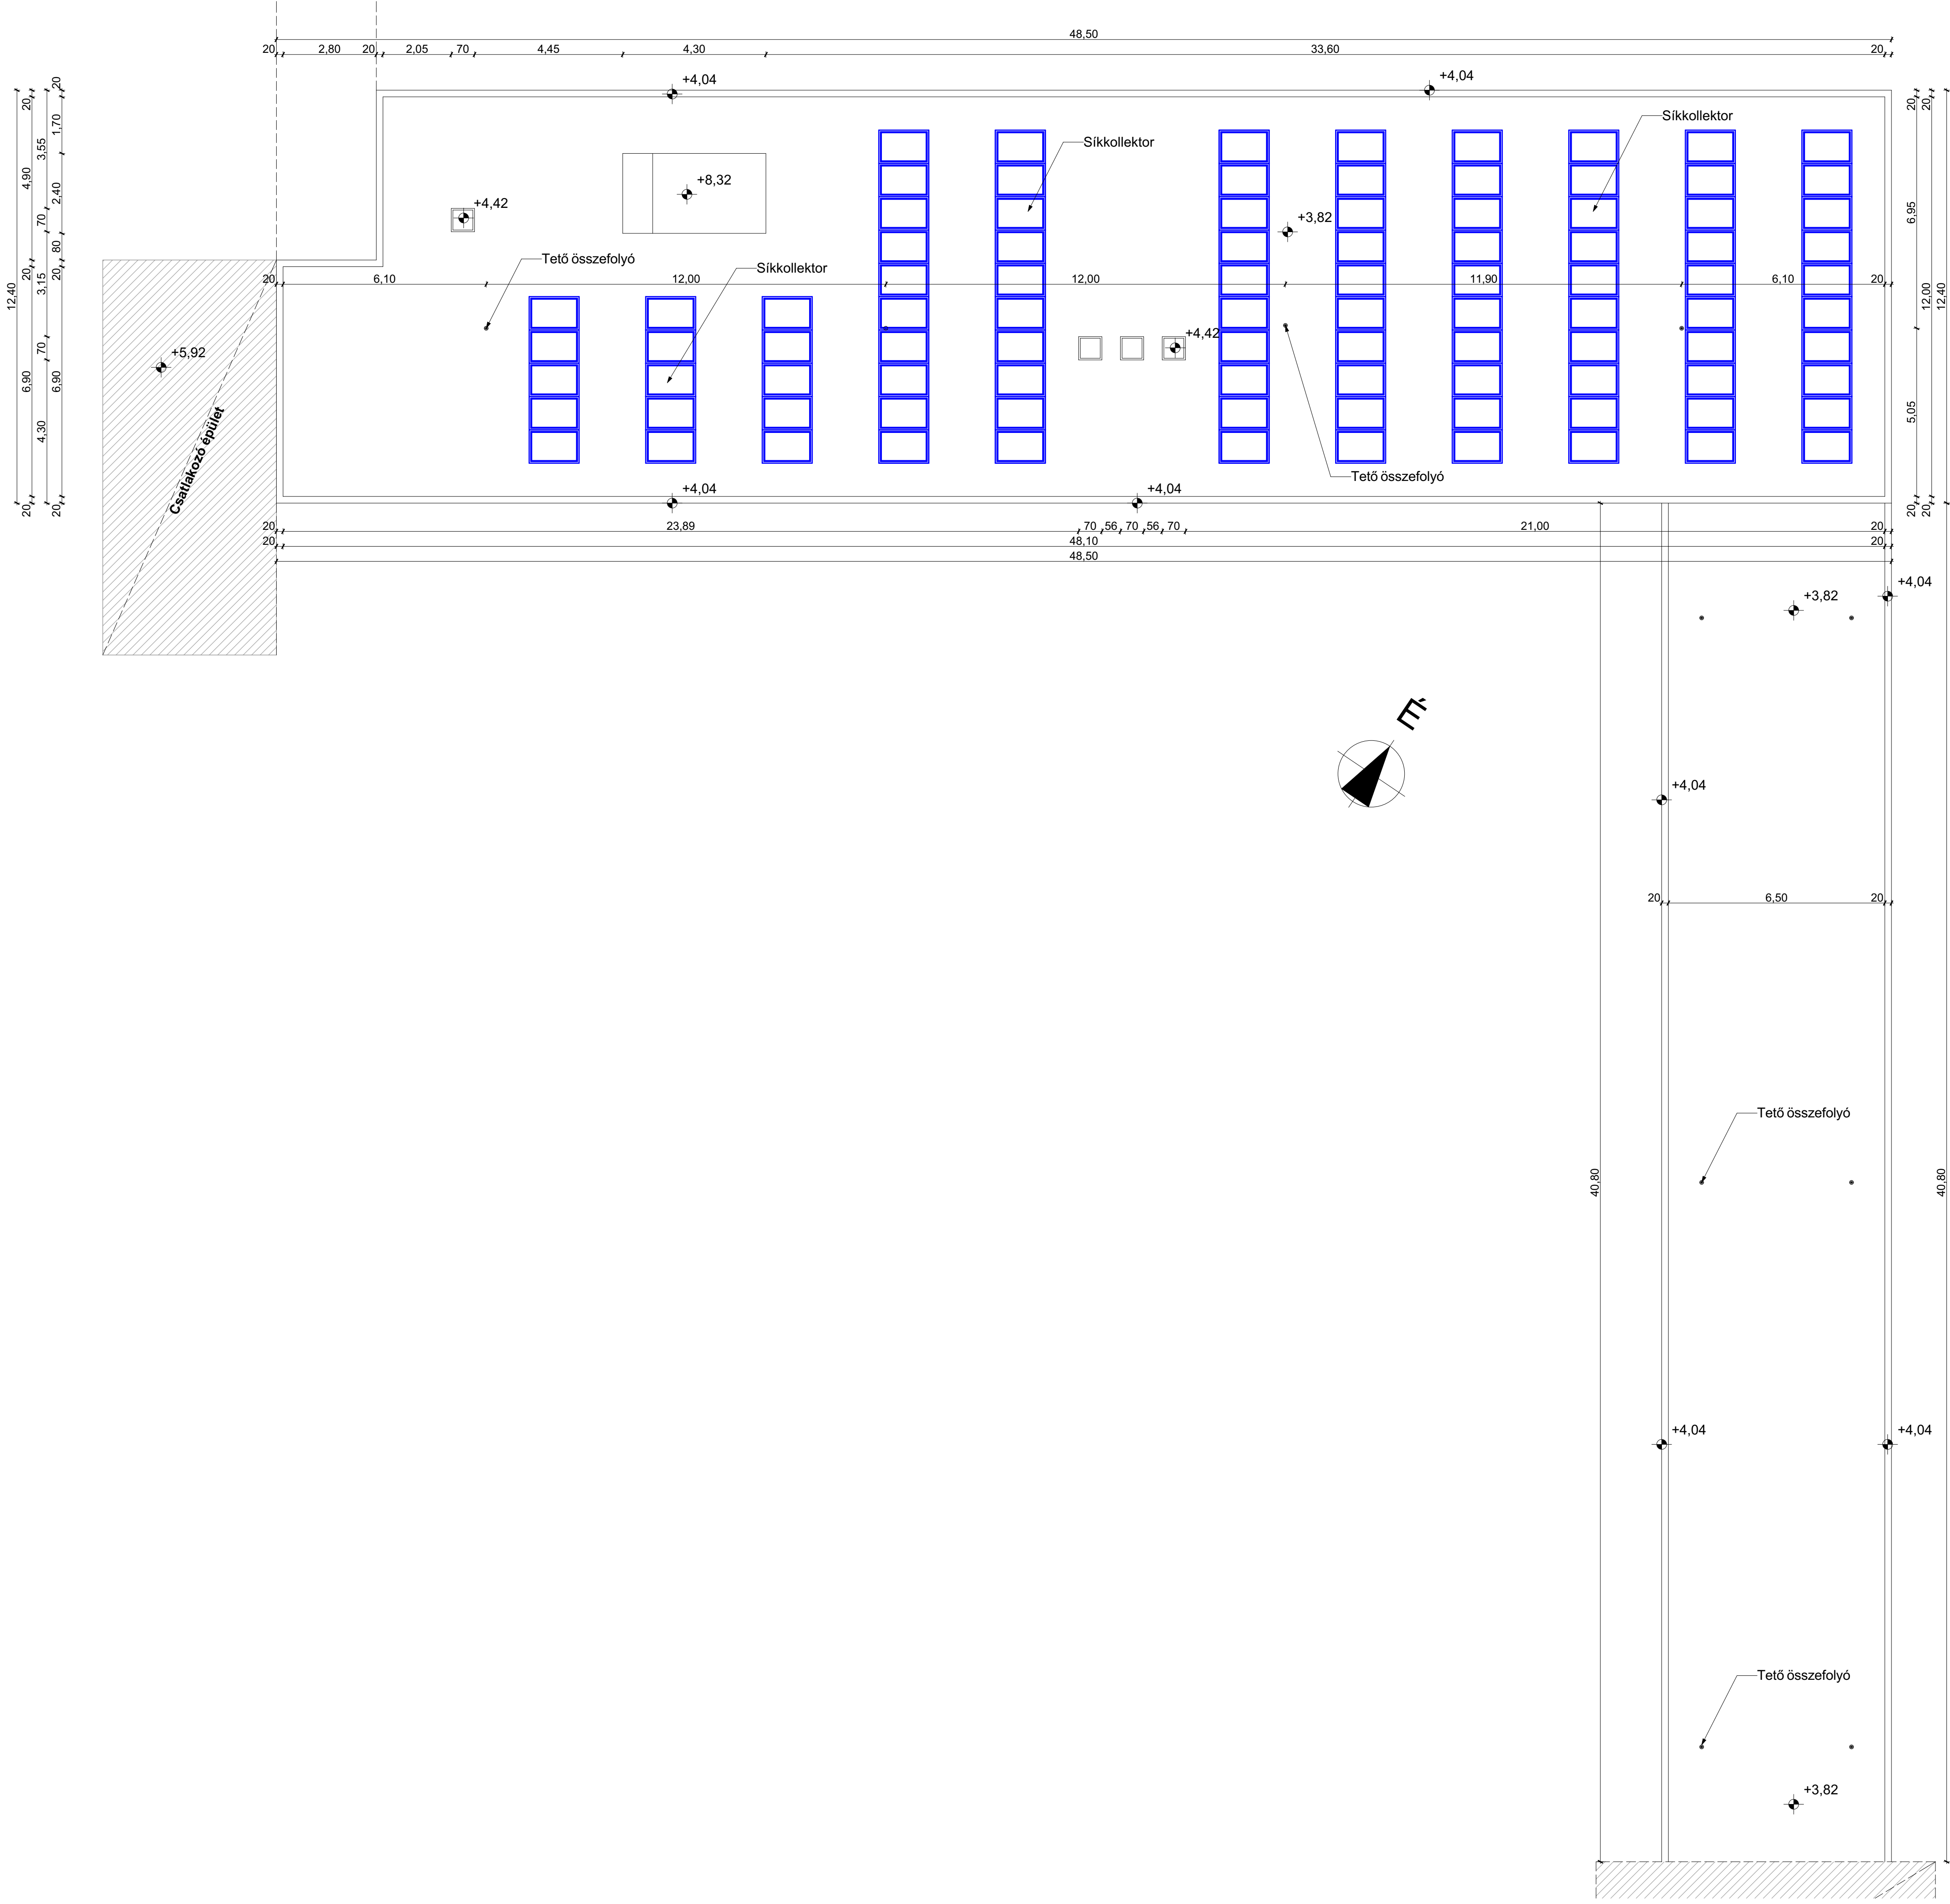 48,50
20 2,80 20 2,05 70 4,45 4,30 33,60 20
+4,04
+4,04
20 4,90 20 6,90 20
12,40
3,55 70 3,15 70 4,30
20 1,70 2,40 80 20 6,90 20
Síkkollektor
Síkkollektor
+8,32
+4,42
+3,82
Tető összefolyó
Síkkollektor
20 6,10 12,00 12,00 11,90 6,10 20
+4,42
+5,92
Csatlakozó épület
Tető összefolyó
20 6,95 5,05 20
20 12,00 20
12,40
+4,04
+4,04
20 23,89 70 56 70 56 70 21,00 20
20 48,10 20
48,50
+4,04
+3,82
É
+4,04
20 6,50 20
Tető összefolyó
40,80
40,80
+4,04
+4,04
Tető összefolyó
+3,82